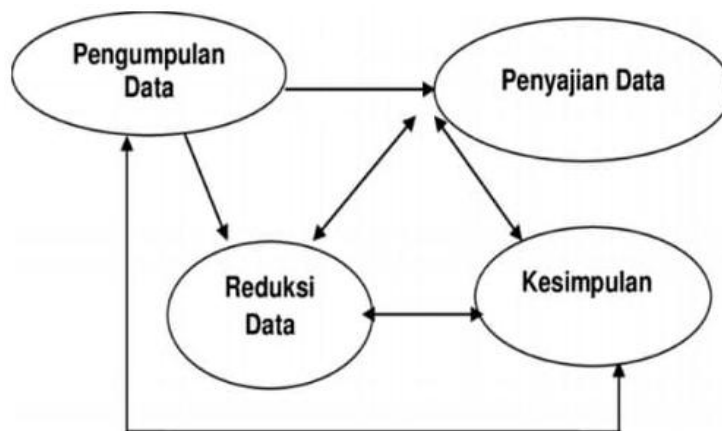 Pengumpulan
Data
Penyajian Data
Reduksi
Data
Kesimpulan